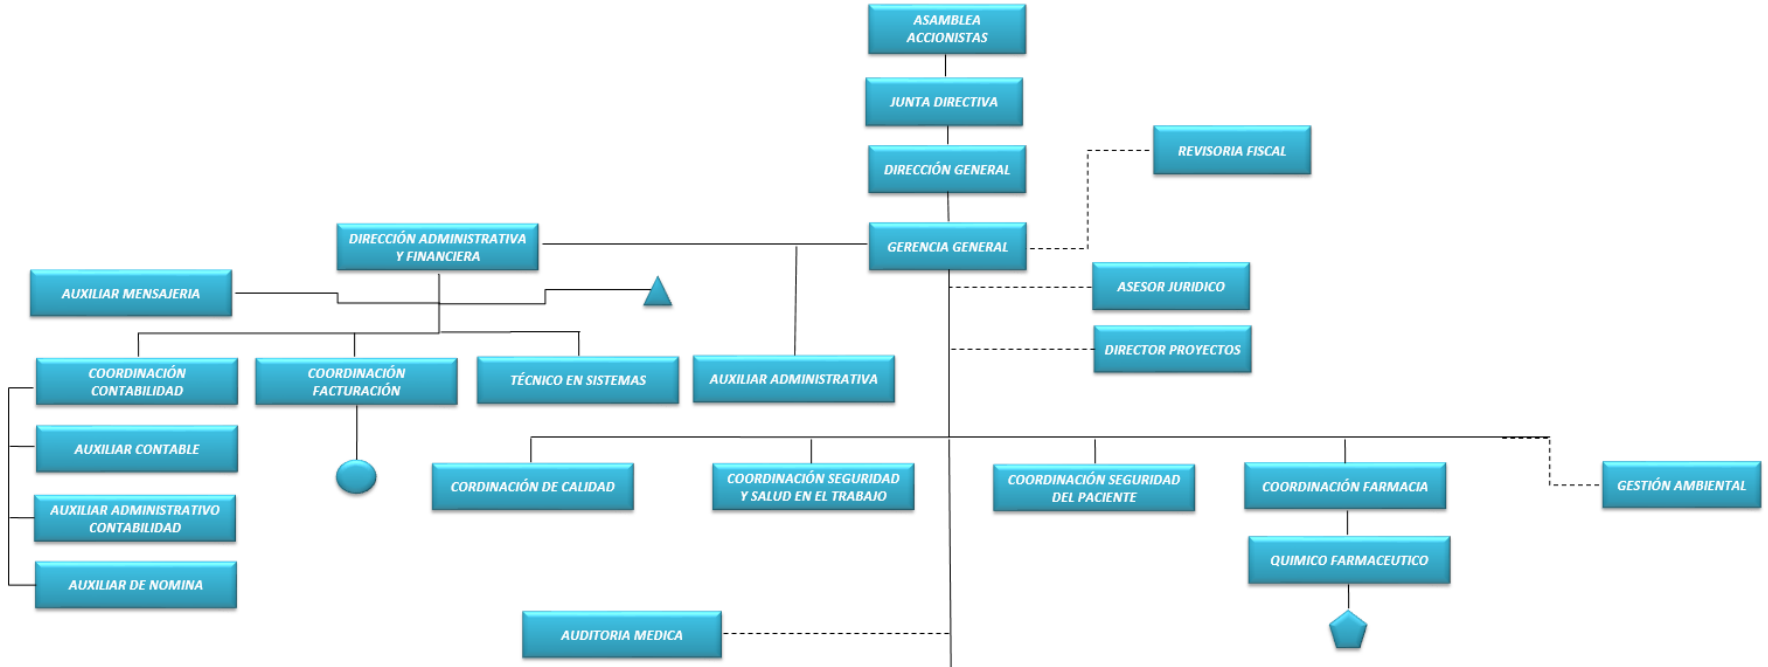 ASAMBLEA
ACCIONISTAS
JUNTA DIRECTIVA
REVISORIA FISCAL
DIRECCIÓN GENERAL
DIRECCIÓN ADMINISTRATIVA
Y FINANCIERA
GERENCIA GENERAL
AUXILIAR MENSAJERIA
ASESOR JURIDICO
DIRECTOR PROYECTOS
COORDINACIÓN
CONTABILIDAD
COORDINACIÓN
FACTURACIÓN
TÉCNICO EN SISTEMAS
AUXILIAR ADMINISTRATIVA
AUXILIAR CONTABLE
CORDINACIÓN DE CALIDAD
COORDINACIÓN SEGURIDAD
Y SALUD EN EL TRABAJO
COORDINACIÓN SEGURIDAD
DEL PACIENTE
COORDINACIÓN FARMACIA
GESTIÓN AMBIENTAL
AUXILIAR ADMINISTRATIVO
CONTABILIDAD
QUIMICO FARMACEUTICO
AUXILIAR DE NOMINA
AUDITORIA MEDICA